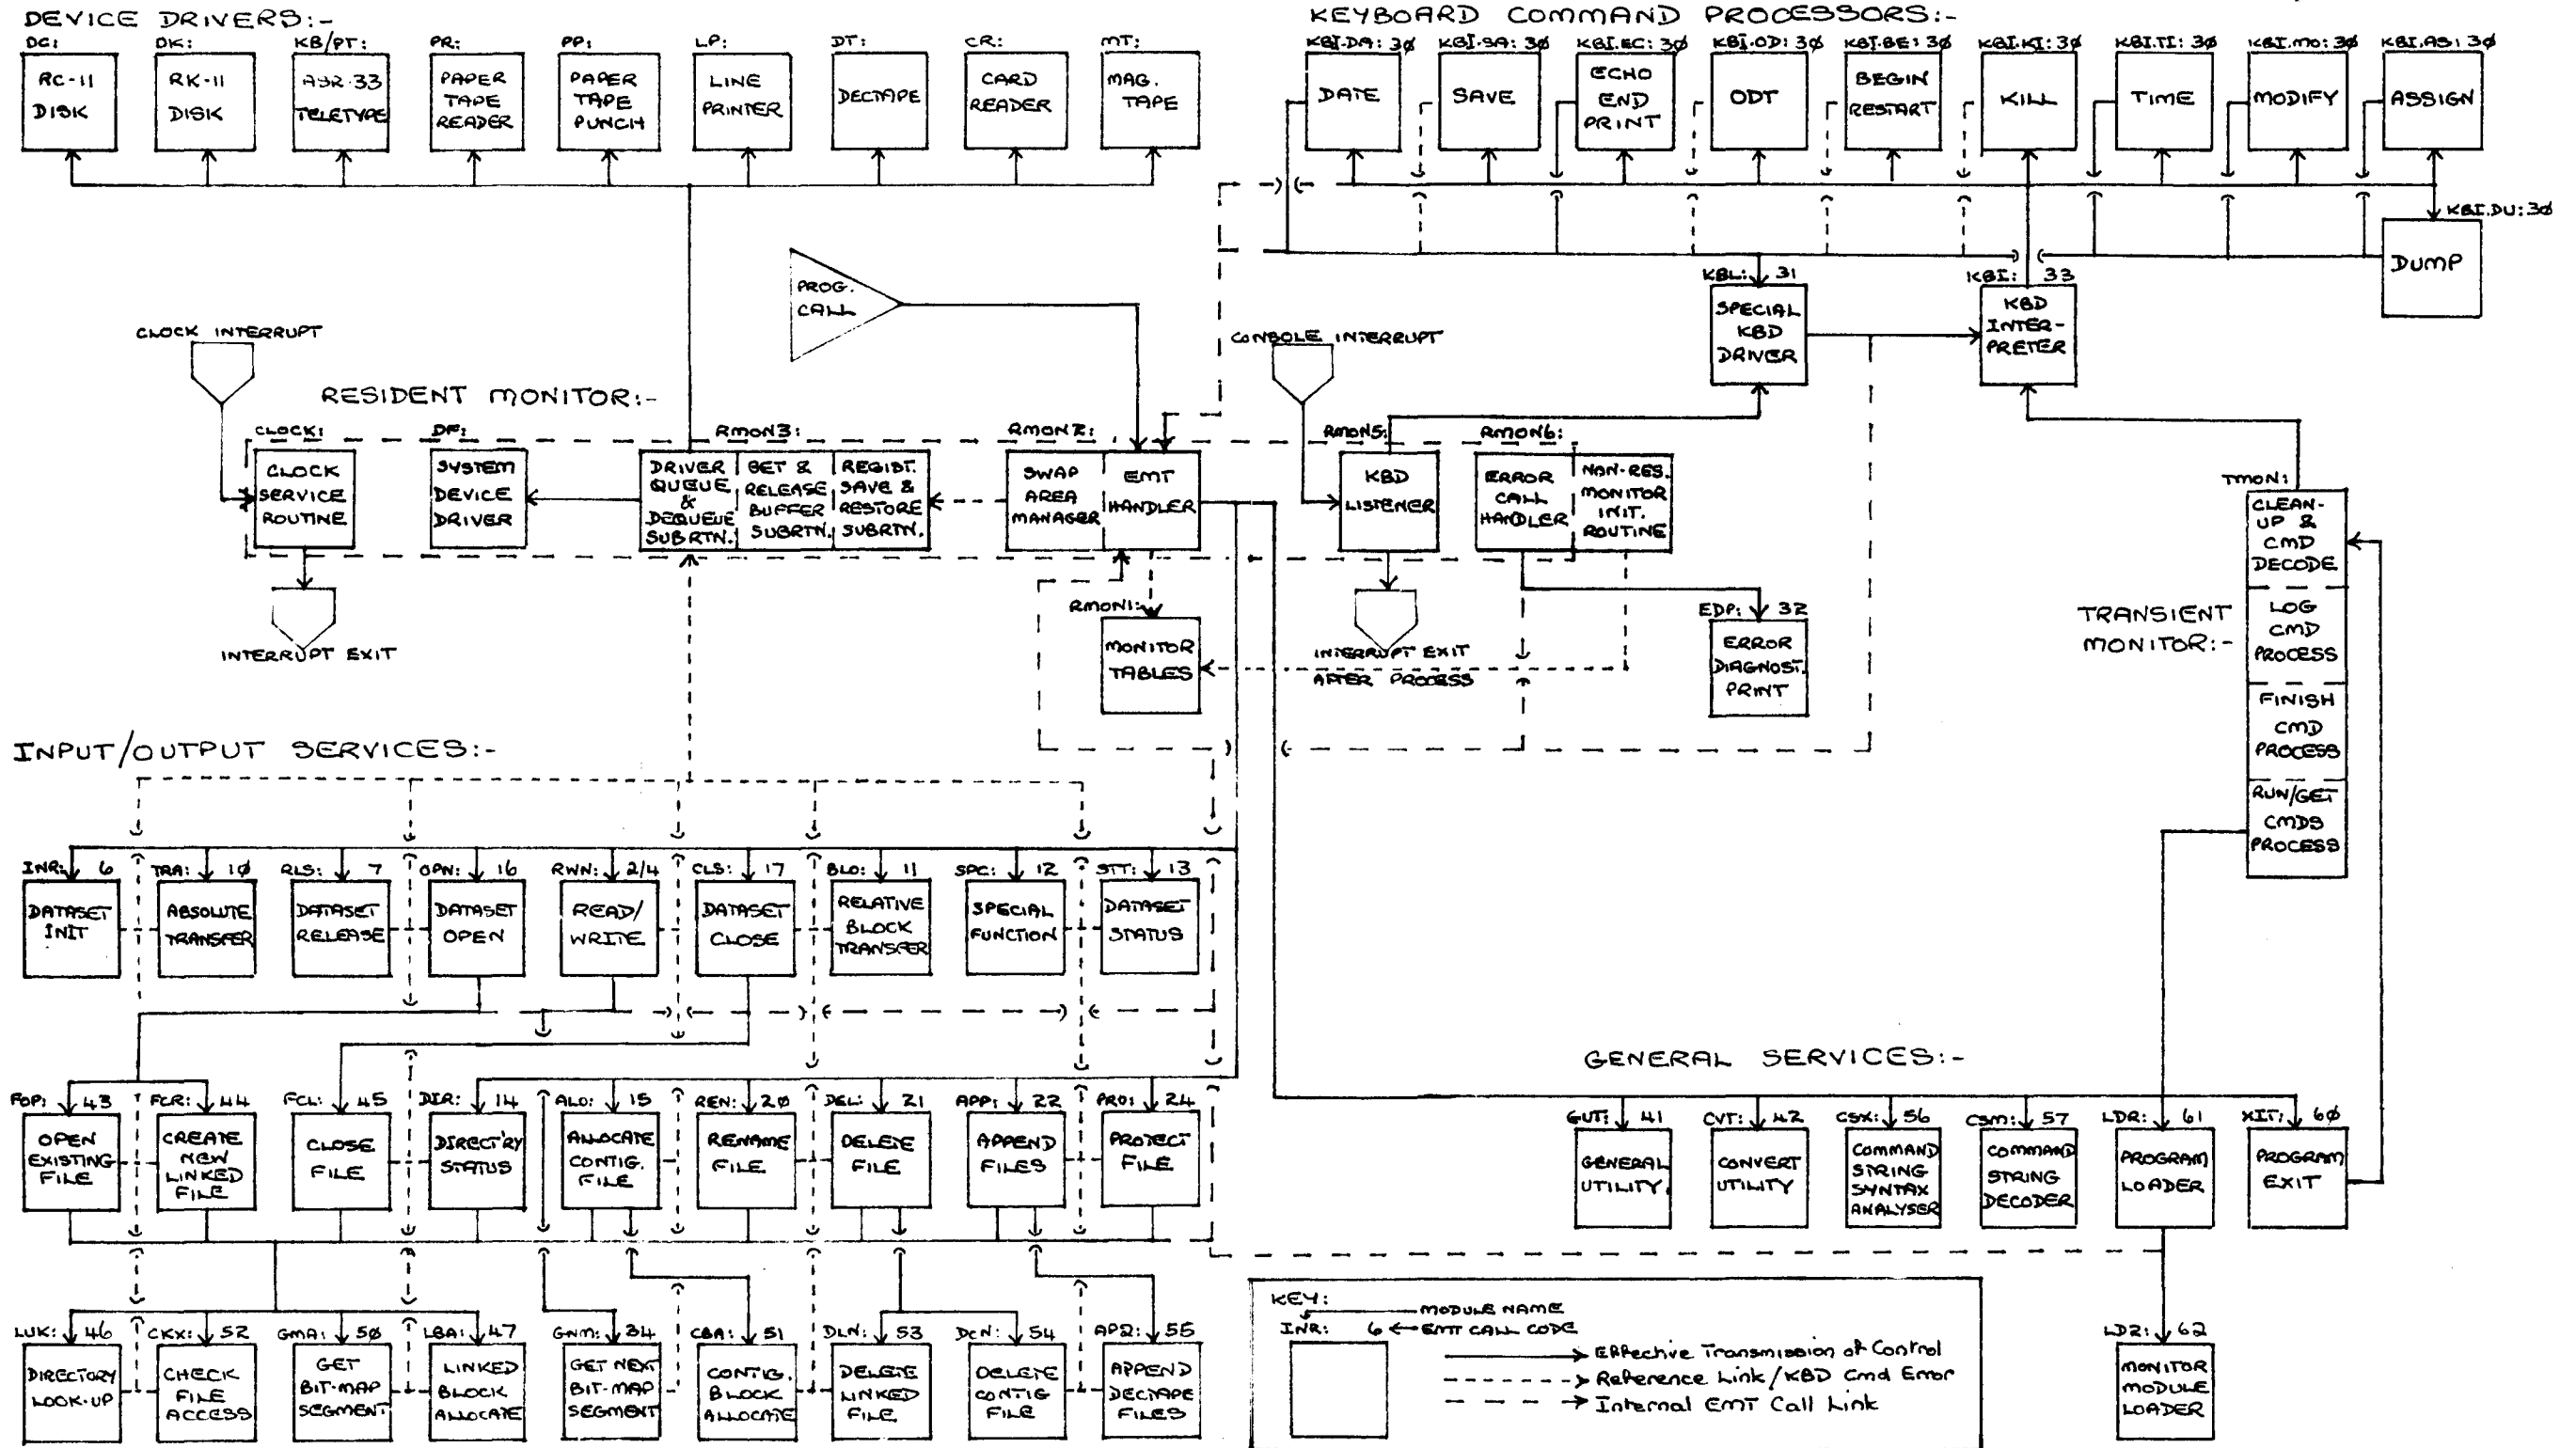 DEVICE DRIVERS:-
KEYBOARD COMMAND PROCESSORS:-
DC:
DK:
KB/PT:
PR:
PP:
LP:
DT:
CR:
MT:
KBI.DA: 30
KBI.SA: 30
KBI.EC: 30
KBI.OD: 30
KBI.BE: 30
KBI.KI: 30
KBI.TI: 30
KBI.MO: 30
KBI.AS: 30
RC-11
DISK
RK-11
DISK
ASR-33
TELETYPE
PAPER
TAPE
READER
PAPER
TAPE
PUNCH
LINE
PRINTER
DECTAPE
CARD
READER
MAG.
TAPE
DATE
SAVE
ECHO
END
PRINT
ODT
BEGIN
RESTART
KILL
TIME
MODIFY
ASSIGN
KBI.DU: 30
DUMP
PROG.
CALL
KBL: 31
SPECIAL
KBD
DRIVER
KBI: 33
KBD
INTER-
PRETER
CLOCK INTERRUPT
CONSOLE INTERRUPT
RESIDENT MONITOR:-
CLOCK:
DF:
RMON3:
RMON2:
RMON5:
RMON6:
CLOCK
SERVICE
ROUTINE
SYSTEM
DEVICE
DRIVER
DRIVER
QUEUE
&
DEQUEUE
SUBRTN.
GET &
RELEASE
BUFFER
SUBRTN.
REGIST.
SAVE &
RESTORE
SUBRTN.
SWAP
AREA
MANAGER
EMT
HANDLER
KBD
LISTENER
ERROR
CALL
HANDLER
NON-RES.
MONITOR
INIT.
ROUTINE
TMON:
CLEAN-
UP &
CMD
DECODE
LOG
CMD
PROCESS
FINISH
CMD
PROCESS
RUN/GET
CMDS
PROCESS
TRANSIENT
MONITOR:-
INTERRUPT EXIT
RMON1:
MONITOR
TABLES
INTERRUPT EXIT
AFTER PROCESS
EDP: 32
ERROR
DIAGNOST.
PRINT
INPUT/OUTPUT SERVICES:-
INR: 6
TRA: 10
RLS: 7
OPN: 16
RWN: 2/4
CLS: 17
BLO: 11
SPC: 12
STT: 13
DATASET
INIT
ABSOLUTE
TRANSFER
DATASET
RELEASE
DATASET
OPEN
READ/
WRITE
DATASET
CLOSE
RELATIVE
BLOCK
TRANSFER
SPECIAL
FUNCTION
DATASET
STATUS
GENERAL SERVICES:-
FOP: 43
FCR: 44
FCL: 45
DIR: 14
ALO: 15
REN: 20
DEL: 21
APP: 22
PRO: 24
OPEN
EXISTING
FILE
CREATE
NEW
LINKED
FILE
CLOSE
FILE
DIRECT'RY
STATUS
ALLOCATE
CONTIG.
FILE
RENAME
FILE
DELETE
FILE
APPEND
FILES
PROTECT
FILE
GUT: 41
CVT: 42
CSX: 56
CSM: 57
LDR: 61
XIT: 60
GENERAL
UTILITY
CONVERT
UTILITY
COMMAND
STRING
SYNTAX
ANALYSER
COMMAND
STRING
DECODER
PROGRAM
LOADER
PROGRAM
EXIT
LUK: 46
CKX: 52
GMA: 50
LBA: 47
GNM: 34
CBA: 51
DLN: 53
DCN: 54
AP2: 55
DIRECTORY
LOOK-UP
CHECK
FILE
ACCESS
GET
BIT-MAP
SEGMENT
LINKED
BLOCK
ALLOCATE
GET NEXT
BIT-MAP
SEGMENT
CONTIG.
BLOCK
ALLOCATE
DELETE
LINKED
FILE
DELETE
CONTIG
FILE
APPEND
DECTAPE
FILES
KEY:
MODULE NAME
INR: 6 EMT CALL CODE
Effective Transmission of Control
Reference Link/KBD Cmd Error
Internal EMT Call Link
LD2: 62
MONITOR
MODULE
LOADER